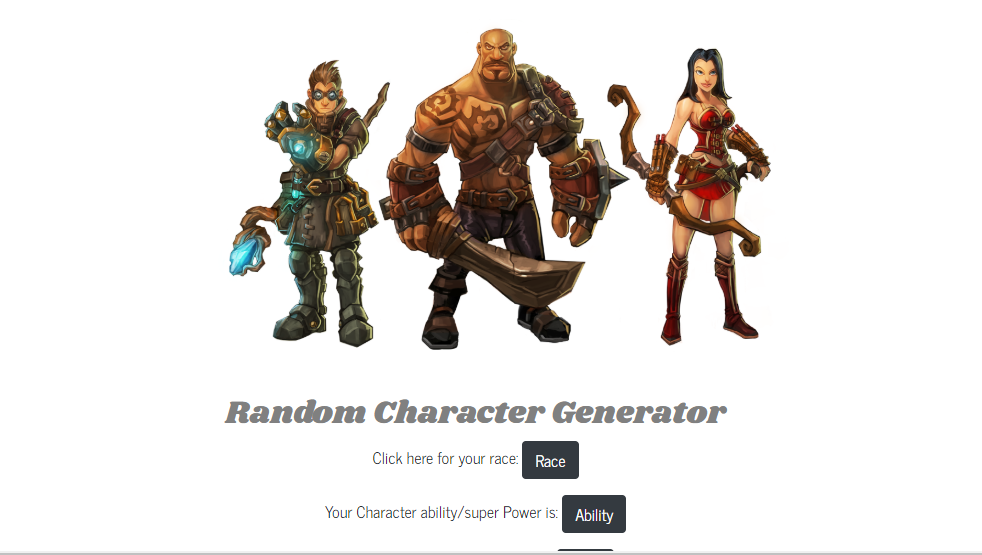 Random Character Generator
Click here for your race: Race
Your Character ability/super Power is: Ability